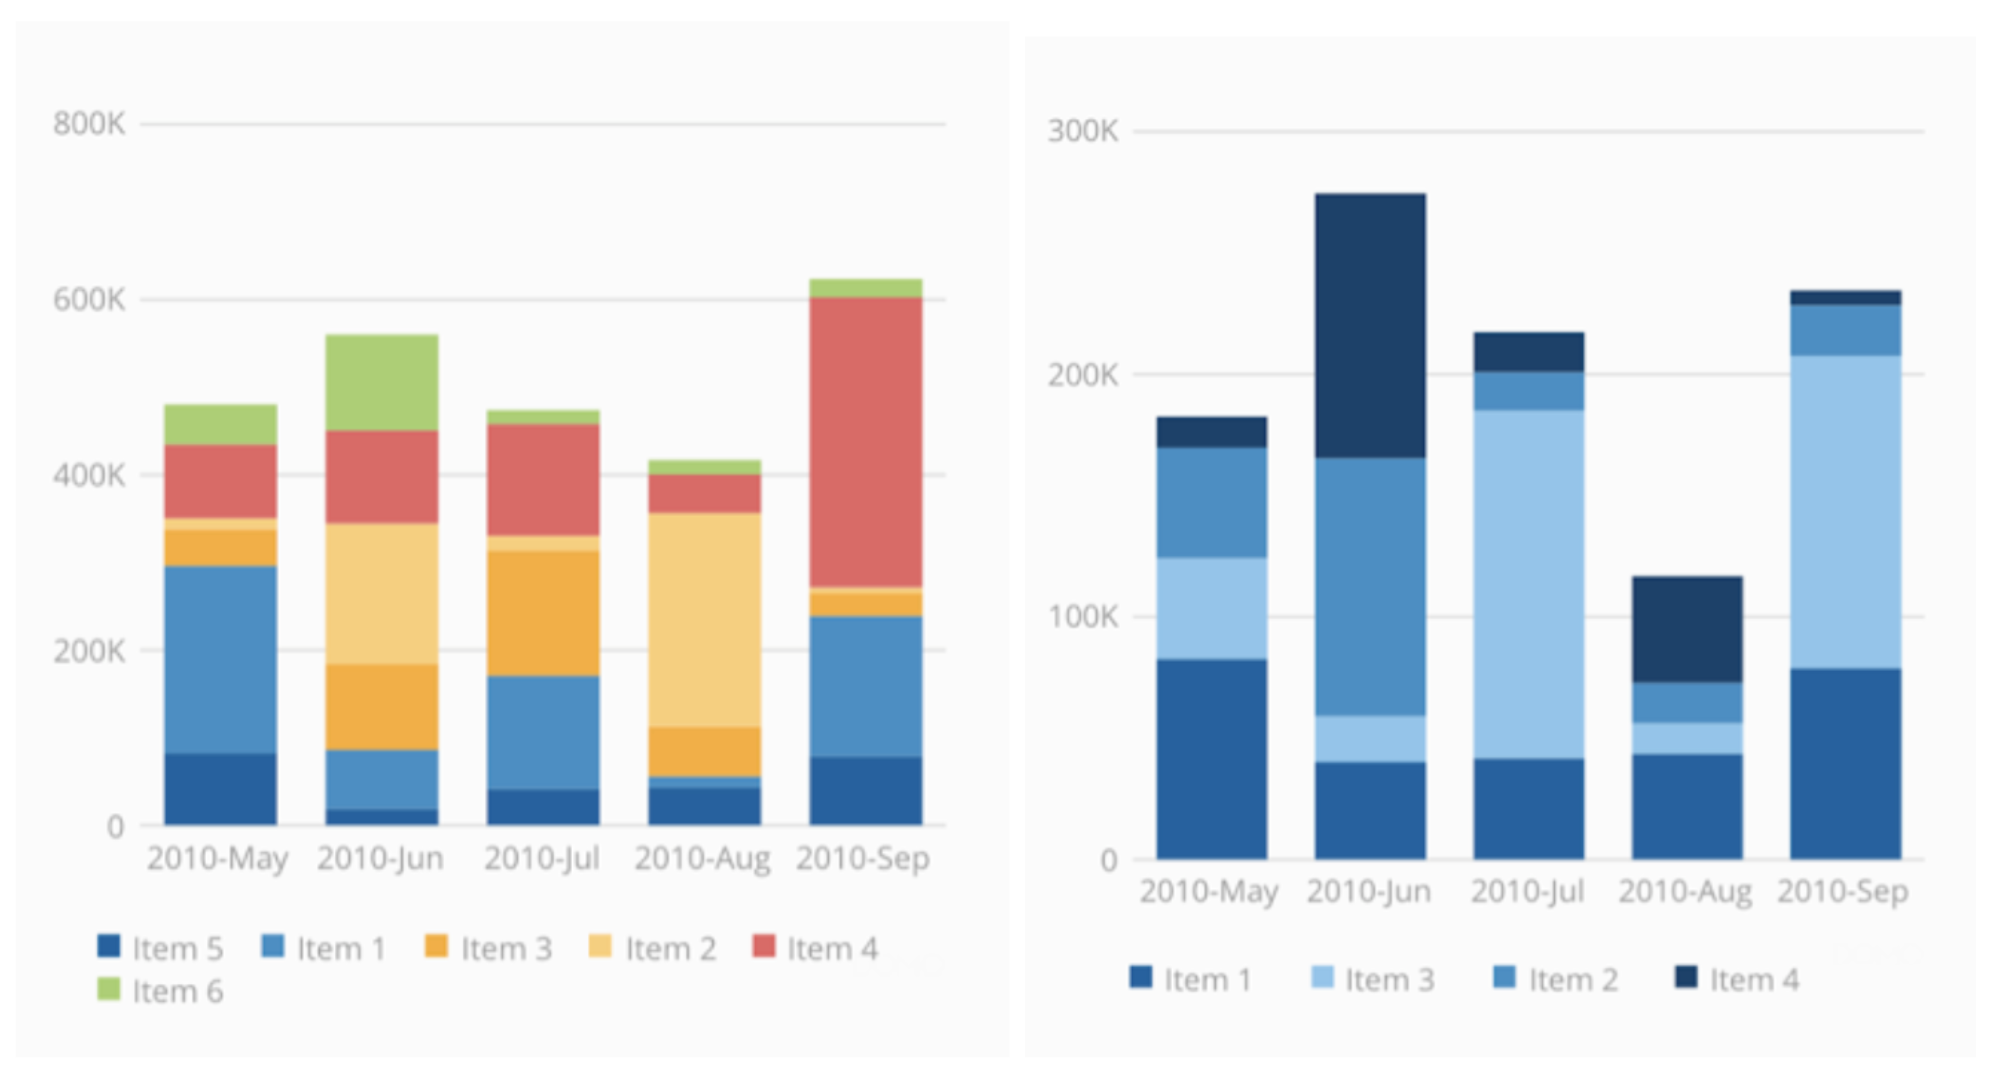 800K
600K
400K
200K
0
2010-May 2010-Jun 2010-Jul 2010-Aug 2010-Sep
Item 5 Item 1 Item 3 Item 2 Item 4
Item 6
300K
200K
100K
0
2010-May 2010-Jun 2010-Jul 2010-Aug 2010-Sep
Item 1 Item 3 Item 2 Item 4